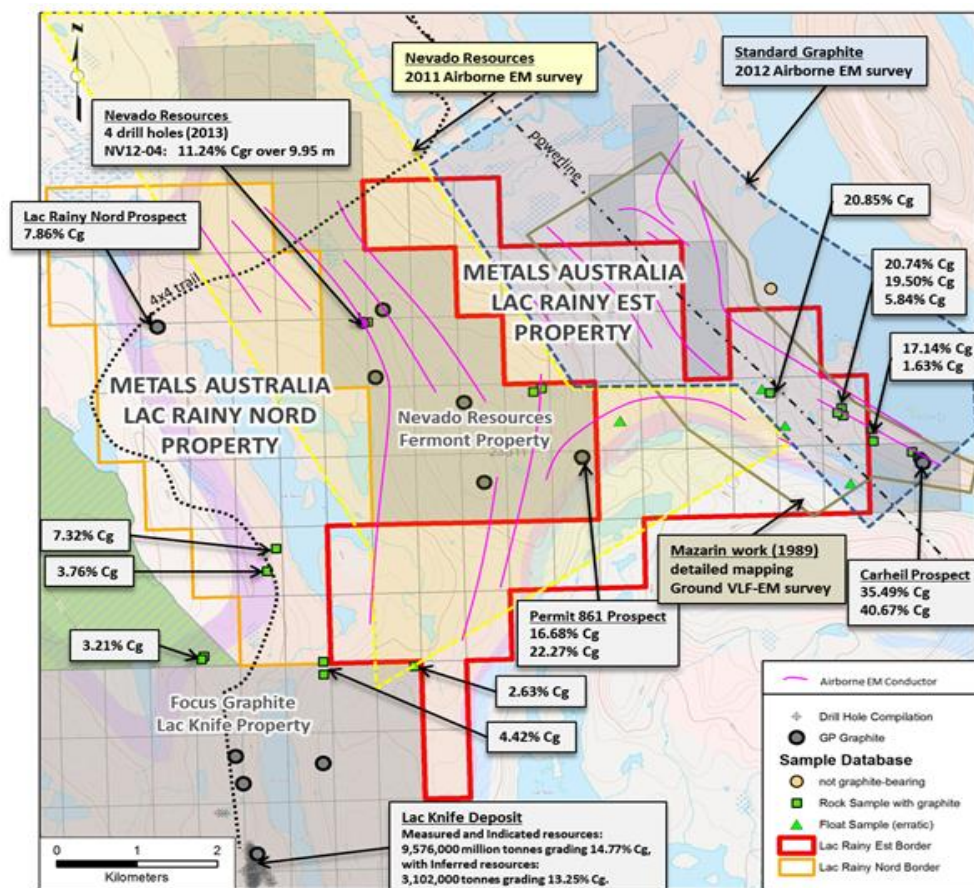 N
Nevado Resources
2011 Airborne EM survey
Standard Graphite
2012 Airborne EM survey
Nevado Resources
4 drill holes (2013)
NV12-04: 11.24% Cgr over 9.95 m
powerline
20.85% Cg
Lac Rainy Nord Prospect
7.86% Cg
4x4 trail
METALS AUSTRALIA
LAC RAINY EST
PROPERTY
20.74% Cg
19.50% Cg
5.84% Cg
17.14% Cg
1.63% Cg
METALS AUSTRALIA
LAC RAINY NORD
PROPERTY
Nevado Resources
Fermont Property
7.32% Cg
3.76% Cg
Mazarin work (1989)
detailed mapping
Ground VLF-EM survey
Carheil Prospect
35.49% Cg
40.67% Cg
Permit 861 Prospect
16.68% Cg
22.27% Cg
3.21% Cg
2.63% Cg
4.42% Cg
Focus Graphite
Lac Knife Property
Airborne EM Conductor
Drill Hole Compilation
GP Graphite
Sample Database
not graphite-bearing
Rock Sample with graphite
Float Sample (erratic)
Lac Rainy Est Border
Lac Rainy Nord Border
Lac Knife Deposit
Measured and Indicated resources:
9,576,000 million tonnes grading 14.77% Cg,
with Inferred resources:
3,102,000 tonnes grading 13.25% Cg.
0 1 2
Kilometers